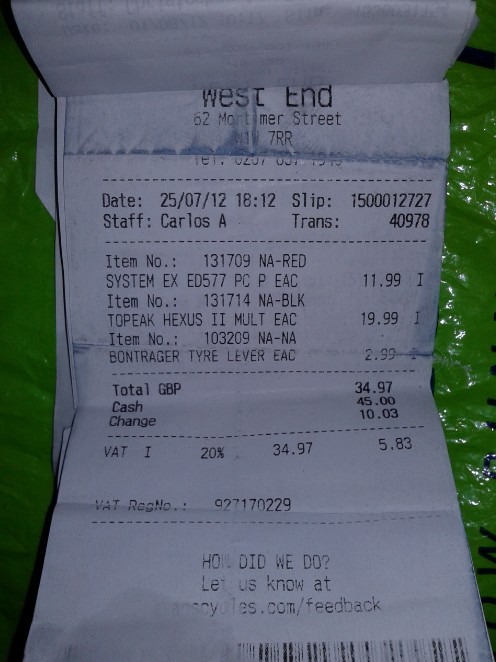 West End
62 Mortimer Street
W1W 7RR
Tel:
Date: 25/07/12 18:12 Slip: 1500012727
Staff: Carlos A Trans: 40978
Item No.: 131709 NA-RED
SYSTEM EX ED577 PC P EAC 11.99 I
Item No.: 131714 NA-BLK
TOPEAK HEXUS II MULT EAC 19.99 I
Item No.: 103209 NA-NA
BONTRAGER TYRE LEVER EAC 2.99 I
Total GBP 34.97
Cash 45.00
Change 10.03
VAT I 20% 34.97 5.83
VAT RegNo.: 927170229
HOW DID WE DO?
Let us know at